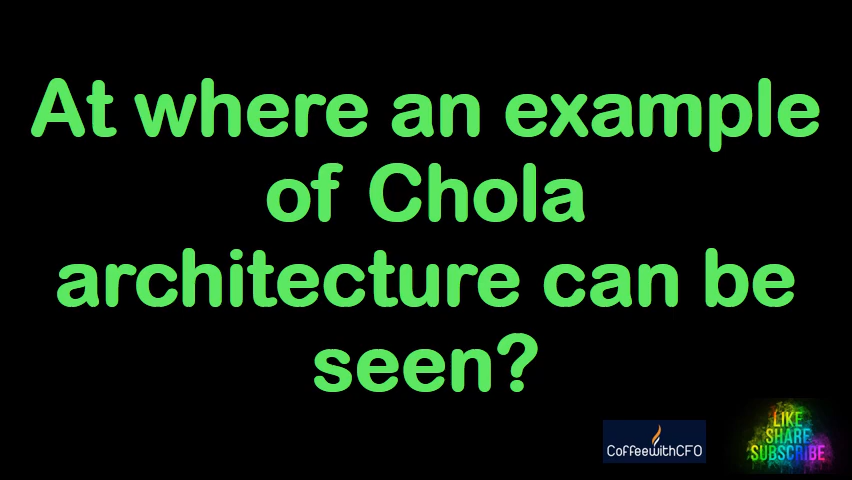 At where an example
of Chola
architecture can be
seen?
CoffeewithCFO
LIKE
SHARE
SUBSCRIBE